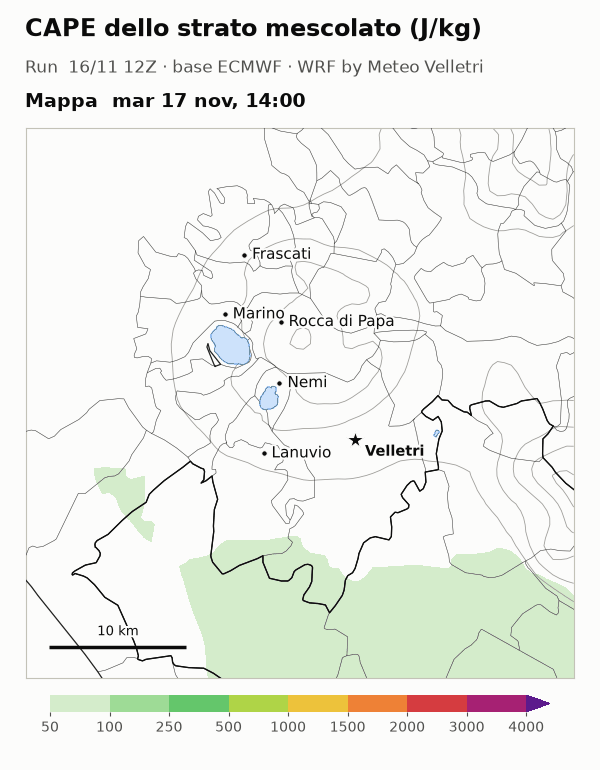 CAPE dello strato mescolato (J/kg)
Run  16/11 12Z · base ECMWF · WRF by Meteo Velletri
Mappa  mar 17 nov, 14:00
Frascati
Marino
Rocca di Papa
Nemi
Velletri
Lanuvio
10 km
50 100 250 500 1000 1500 2000 3000 4000